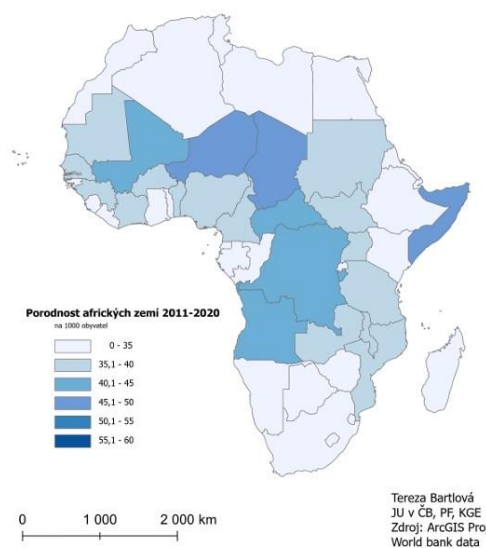 Porodnost afrických zemí 2011-2020
na 1000 obyvatel
0 - 35
35,1 - 40
40,1 - 45
45,1 - 50
50,1 - 55
55,1 - 60
0 1 000 2 000 km
Tereza Bartlová
JU v ČB, PF, KGE
Zdroj: ArcGIS Pro
World bank data